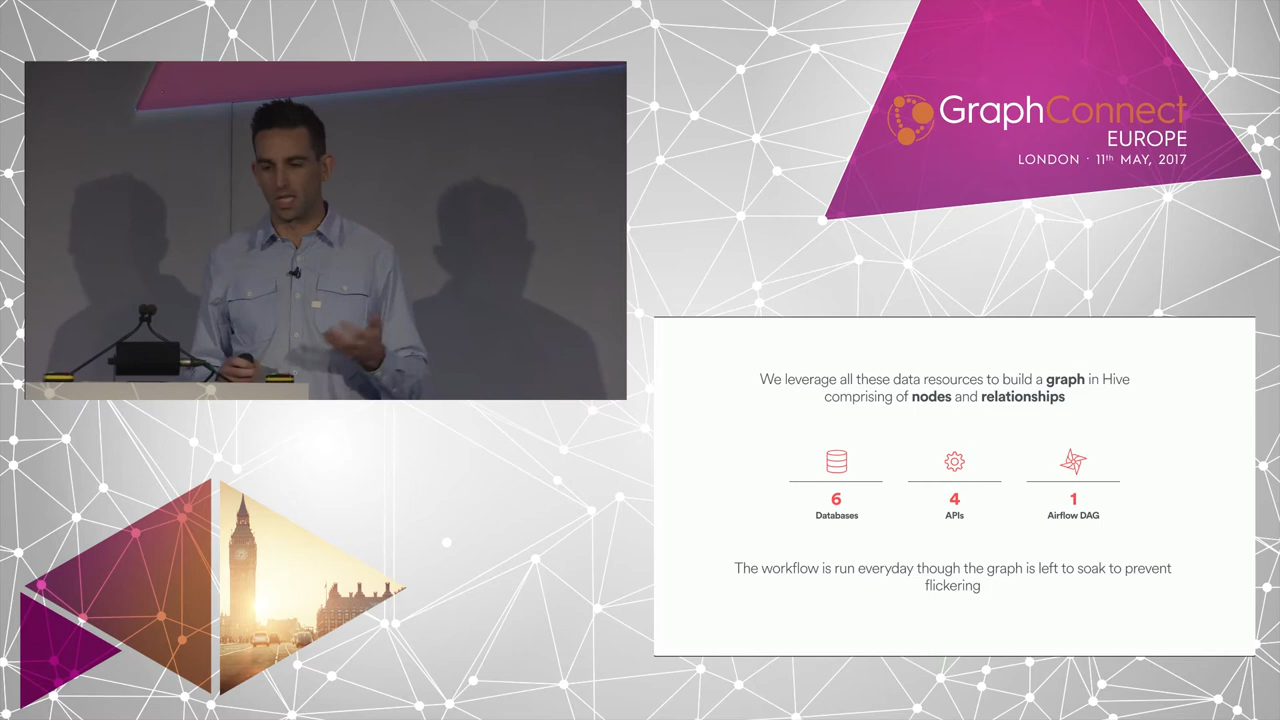 GraphConnect
EUROPE
LONDON · 11th MAY, 2017
We leverage all these data resources to build a graph in Hive
comprising of nodes and relationships
6
Databases
4
APIs
1
Airflow DAG
The workflow is run everyday though the graph is left to soak to prevent
flickering